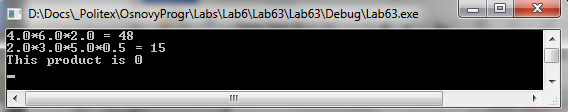 D:\Docs\_Politex\OsnovyProgr\Labs\Lab6\Lab63\Lab63\Debug\Lab63.exe
4.0*6.0*2.0 = 48
2.0*3.0*5.0*0.5 = 15
This product is 0